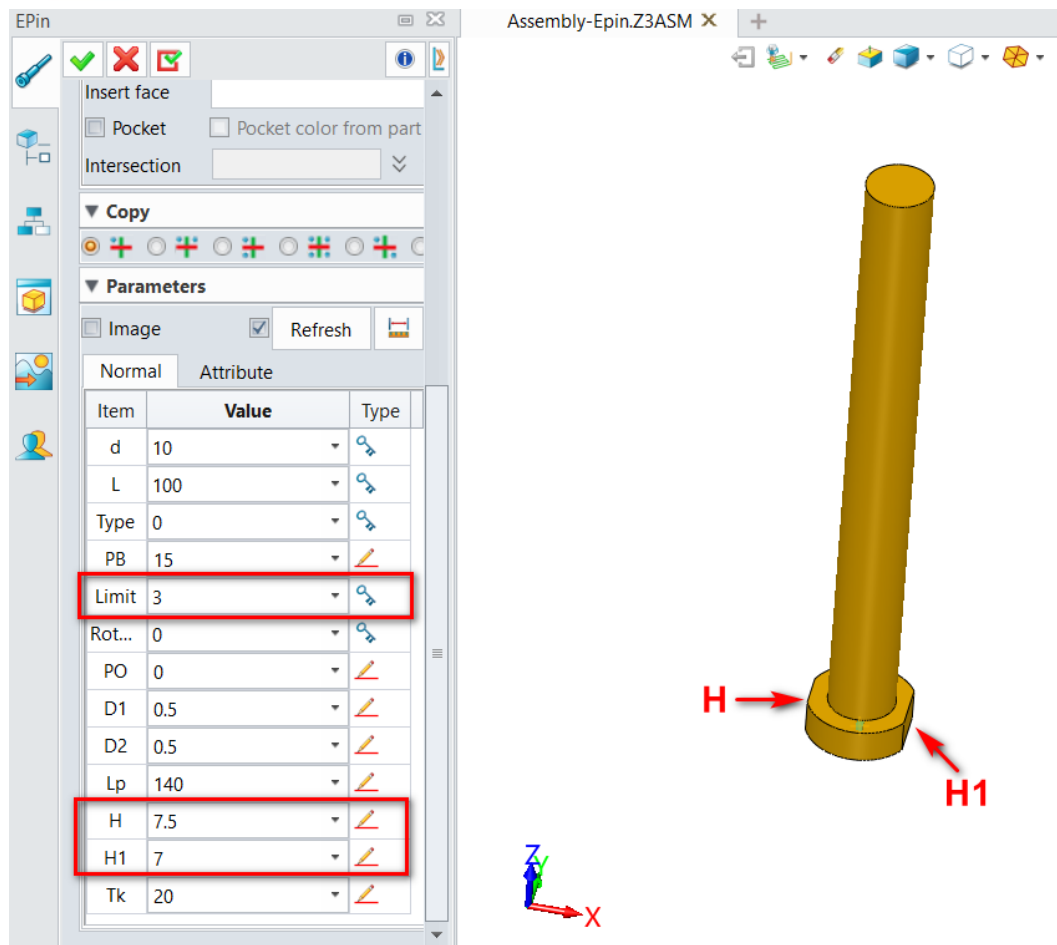 EPin
Assembly-Epin.Z3ASM
Insert face
Pocket Pocket color from part
Intersection
Copy
Parameters
Image Refresh
Normal Attribute
Item Value Type
d 10
L 100
Type 0
PB 15
Limit 3
Rot... 0
PO 0
D1 0.5
D2 0.5
Lp 140
H 7.5
H1 7
Tk 20
H
H1
Z
Y
X